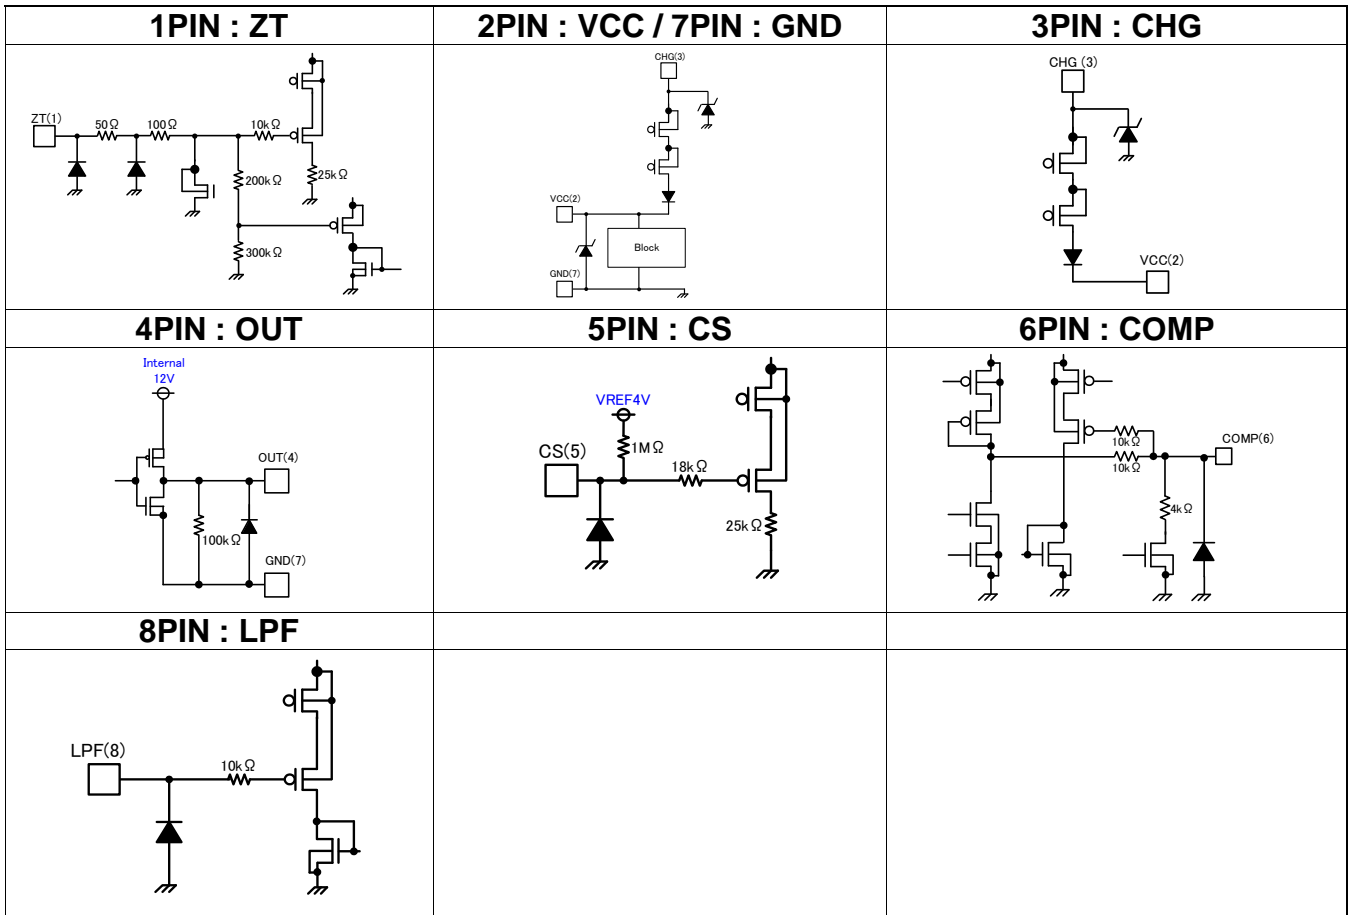 1PIN : ZT
2PIN : VCC / 7PIN : GND
3PIN : CHG
ZT(1)
50Ω
100Ω
10kΩ
25kΩ
200kΩ
300kΩ
CHG(3)
VCC(2)
Block
GND(7)
CHG (3)
VCC(2)
4PIN : OUT
5PIN : CS
6PIN : COMP
Internal
12V
OUT(4)
100kΩ
GND(7)
VREF4V
1MΩ
CS(5)
18kΩ
25kΩ
10kΩ
10kΩ
COMP(6)
4kΩ
8PIN : LPF
LPF(8)
10kΩ